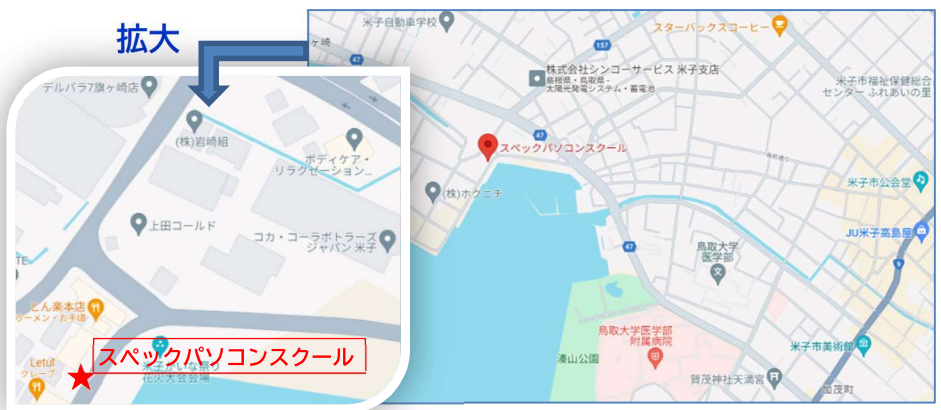 拡大
デルパラ7旗ヶ崎店
(株)岩崎組
ボディケア・
リラクゼーション...
上田コールド
コカ・コーラボトラーズ
ジャパン 米子
とん楽本店
ラーメン・お手頃
Letut
クレープ
スペックパソコンスクール
米子がいな祭り
花火大会会場
米子自動車学校
ヶ崎
47
157
スターバックスコーヒー
株式会社シンコーサービス 米子支店
島根県・鳥取県・
太陽光発電システム・蓄電池
米子市福祉保健総合
センター ふれあいの里
47
スペックパソコンスクール
(株)ホクニチ
米子市公会堂
JU米子高島屋
47
鳥取大学
医学部
9
鳥取大学医学部
附属病院
湊山公園
米子市美術館
賀茂神社天満宮
加茂町